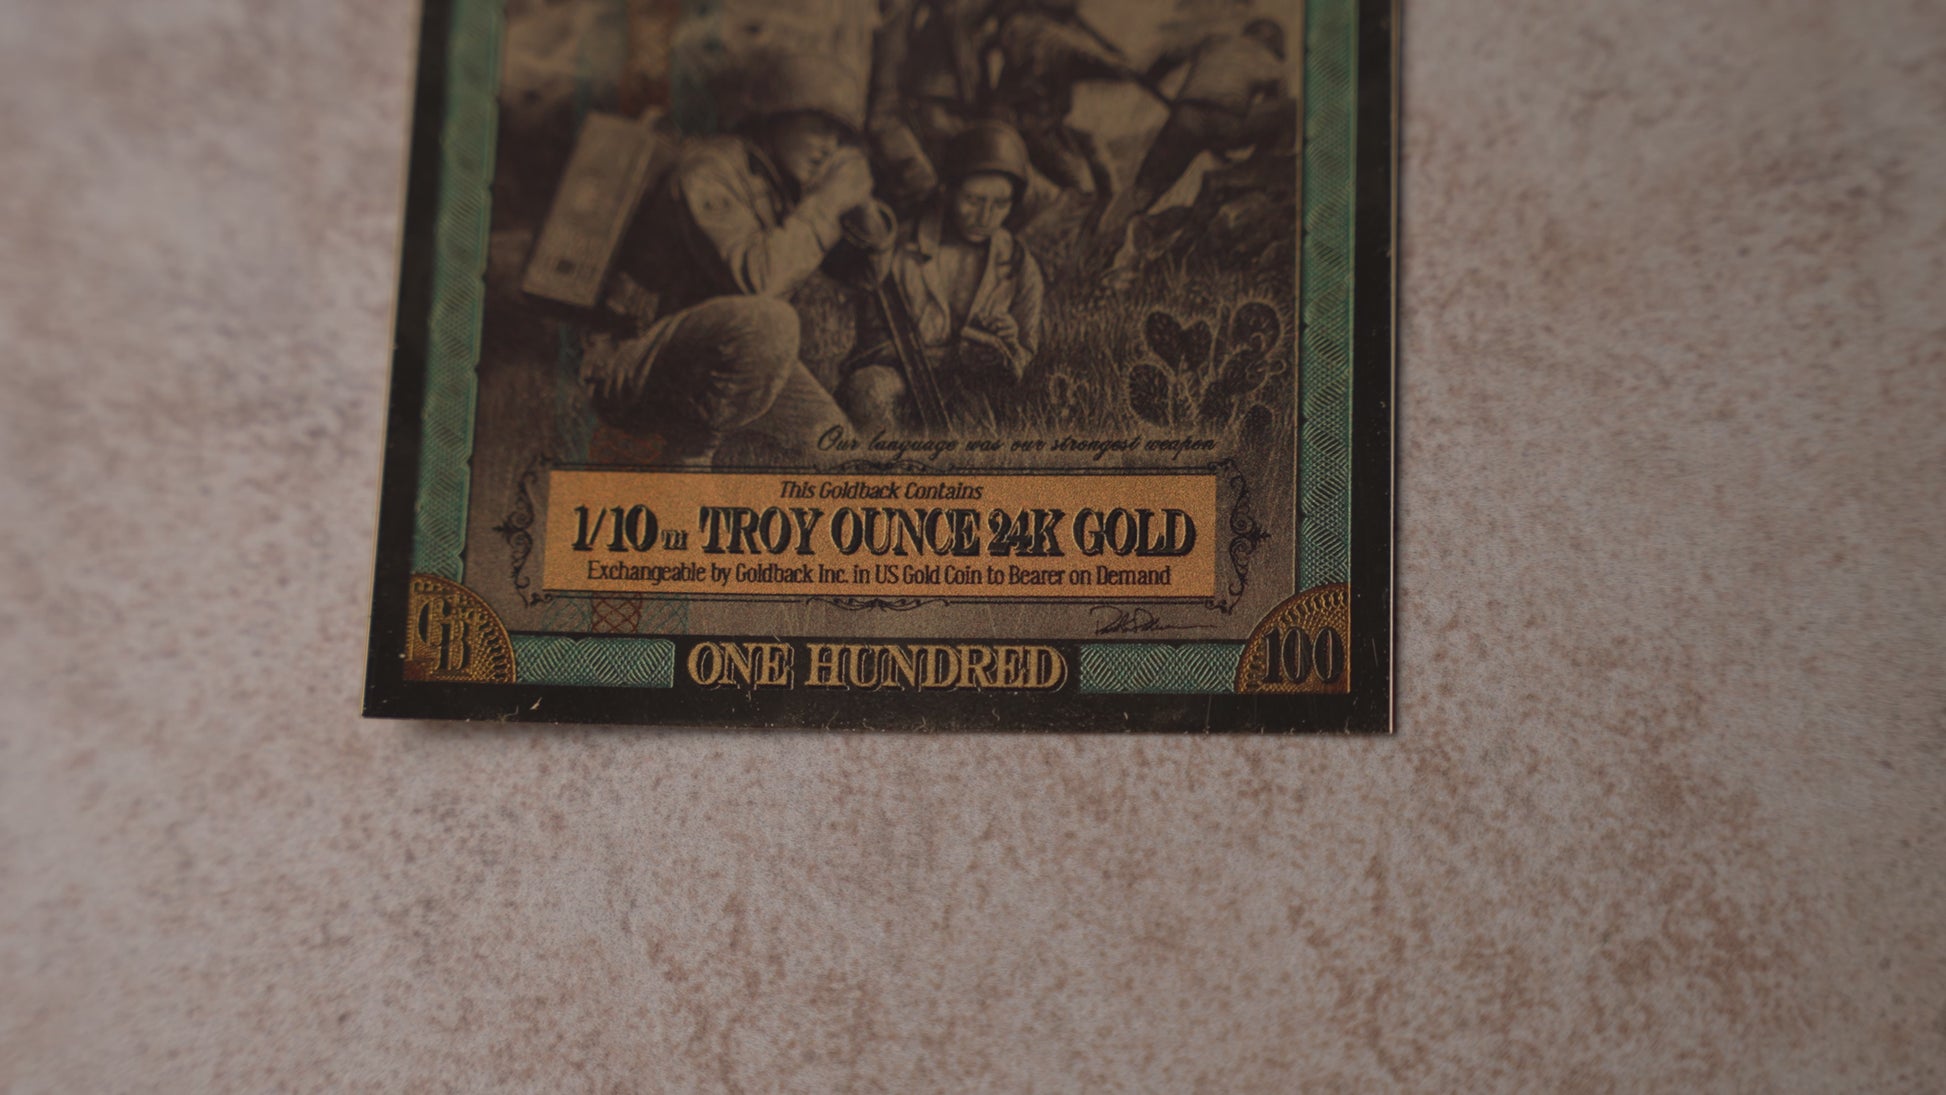 Our language was our strongest weapon
This Goldback Contains
1/10TH TROY OUNCE 24K GOLD
Exchangeable by Goldback Inc. in US Gold Coin to Bearer on Demand
GB
ONE HUNDRED
100